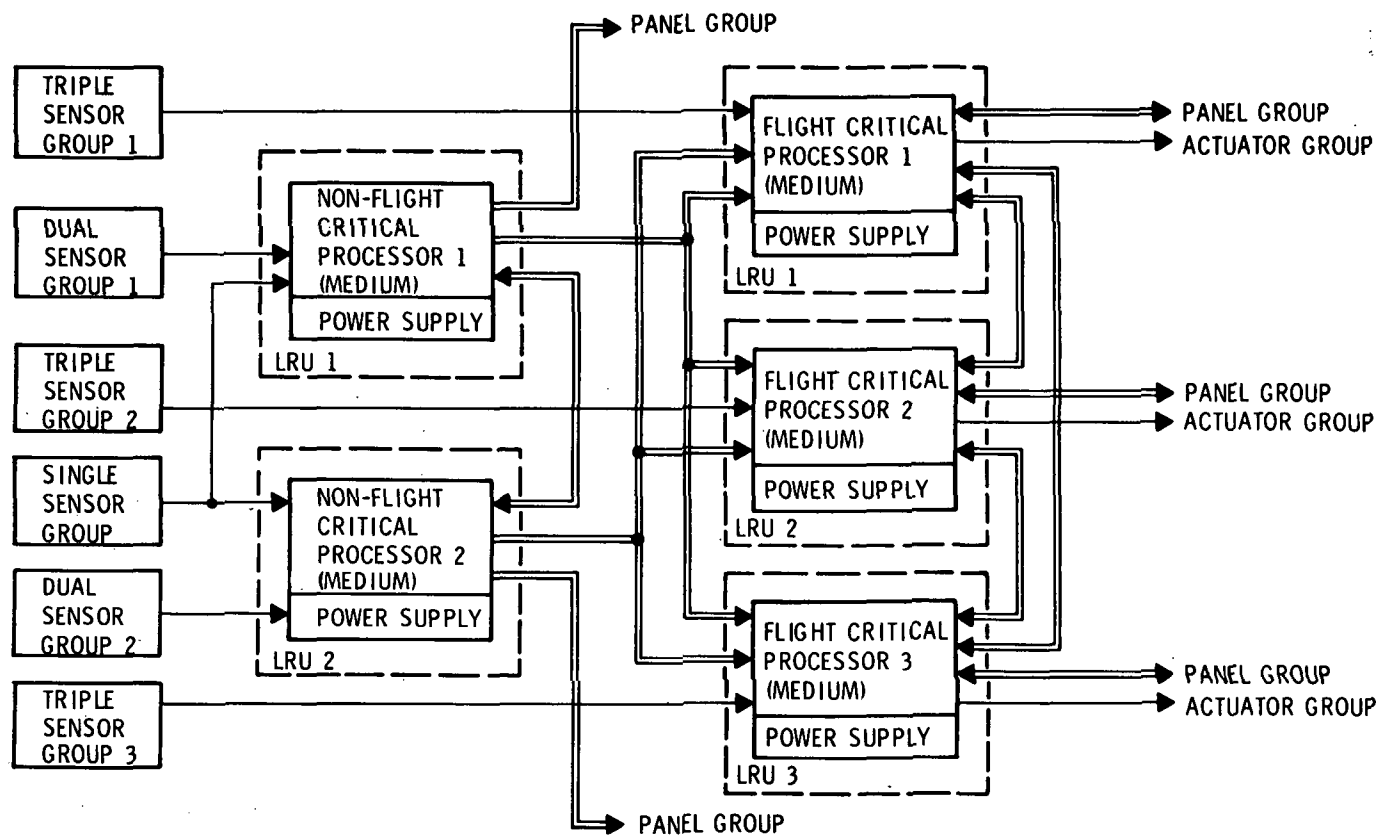 PANEL GROUP
TRIPLE
SENSOR
GROUP 1
DUAL
SENSOR
GROUP 1
TRIPLE
SENSOR
GROUP 2
SINGLE
SENSOR
GROUP
DUAL
SENSOR
GROUP 2
TRIPLE
SENSOR
GROUP 3
NON-FLIGHT
CRITICAL
PROCESSOR 1
(MEDIUM)
POWER SUPPLY
LRU 1
NON-FLIGHT
CRITICAL
PROCESSOR 2
(MEDIUM)
POWER SUPPLY
LRU 2
PANEL GROUP
FLIGHT CRITICAL
PROCESSOR 1
(MEDIUM)
POWER SUPPLY
LRU 1
PANEL GROUP
ACTUATOR GROUP
FLIGHT CRITICAL
PROCESSOR 2
(MEDIUM)
POWER SUPPLY
LRU 2
PANEL GROUP
ACTUATOR GROUP
FLIGHT CRITICAL
PROCESSOR 3
(MEDIUM)
POWER SUPPLY
LRU 3
PANEL GROUP
ACTUATOR GROUP